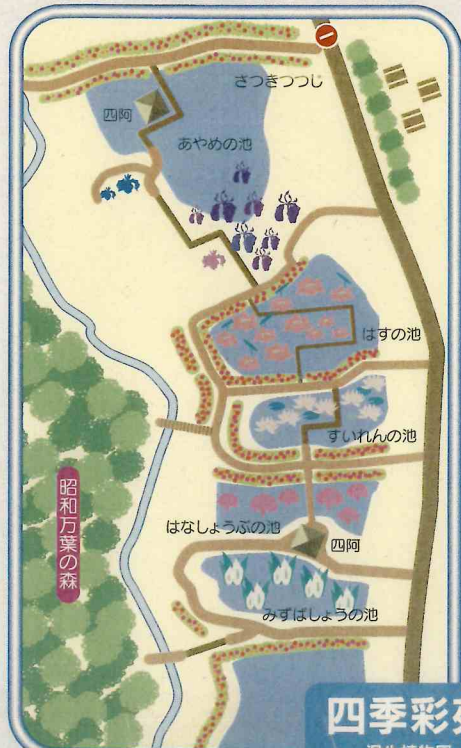 さつきつつじ
四阿
あやめの池
はすの池
すいれんの池
昭和万葉の森
はなしょうぶの池
四阿
みずばしょうの池
四季彩